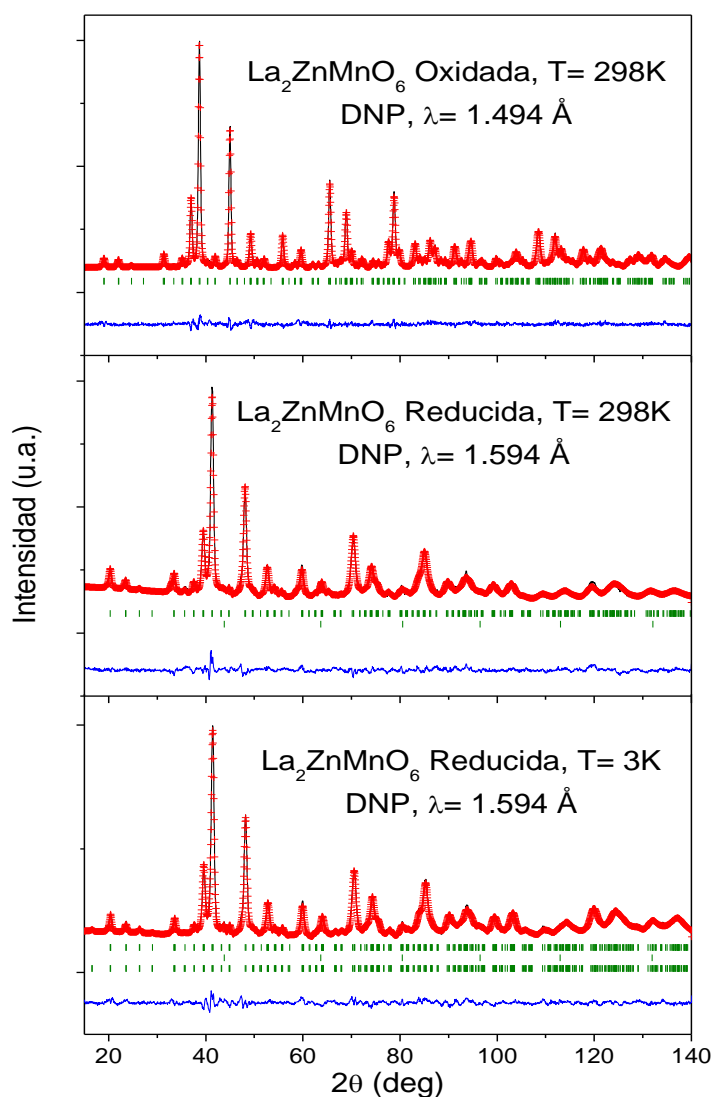 La₂ZnMnO₆ Oxidada, T= 298K
DNP, λ= 1.494 Å
La₂ZnMnO₆ Reducida, T= 298K
DNP, λ= 1.594 Å
La₂ZnMnO₆ Reducida, T= 3K
DNP, λ= 1.594 Å
Intensidad (u.a.)
20 40 60 80 100 120 140
2θ (deg)